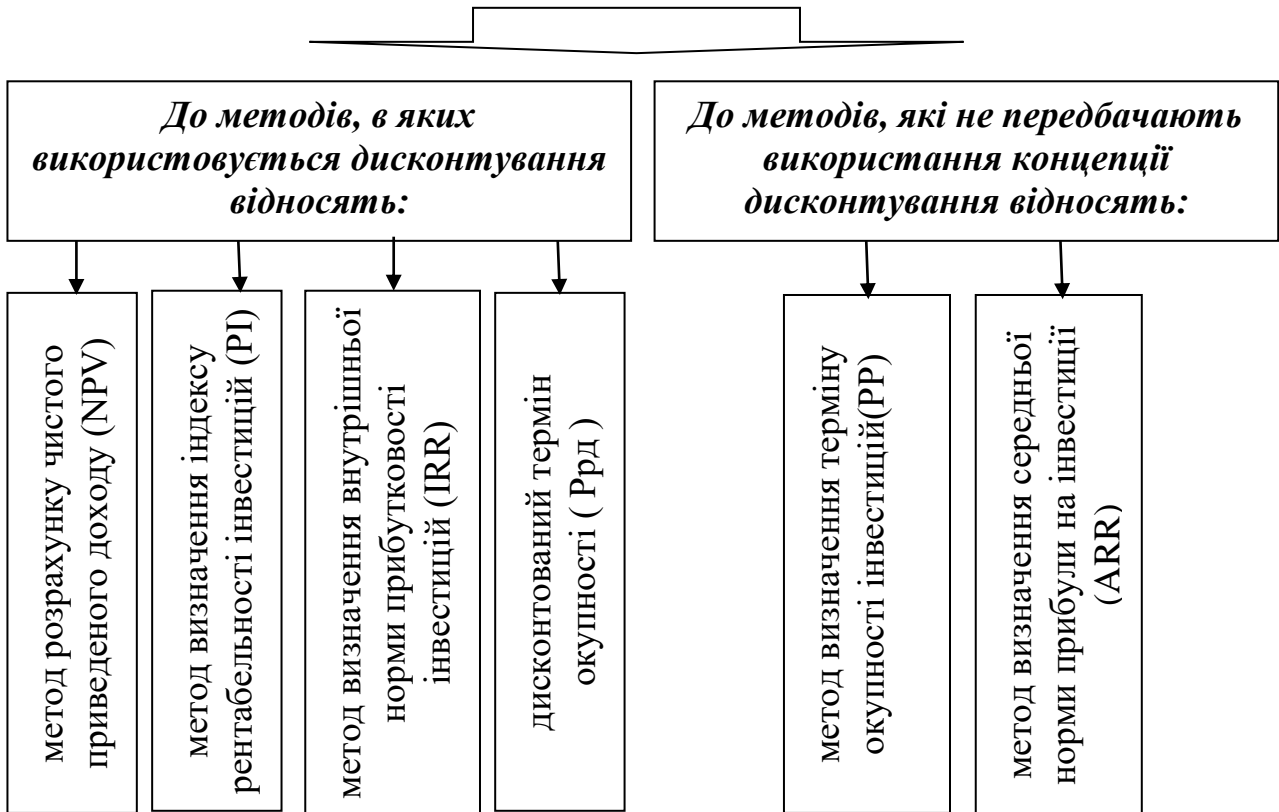 До методів, в яких
використовується дисконтування
відносять:
До методів, які не передбачають
використання концепції
дисконтування відносять:
метод розрахунку чистого
приведеного доходу (NPV)
метод визначення індексу
рентабельності інвестицій (PI)
метод визначення внутрішньої
норми прибутковості
інвестицій (IRR)
дисконтований термін
окупності ( Ррд )
метод визначення терміну
окупності інвестицій(PP)
метод визначення середньої
норми прибули на інвестиції
(ARR)